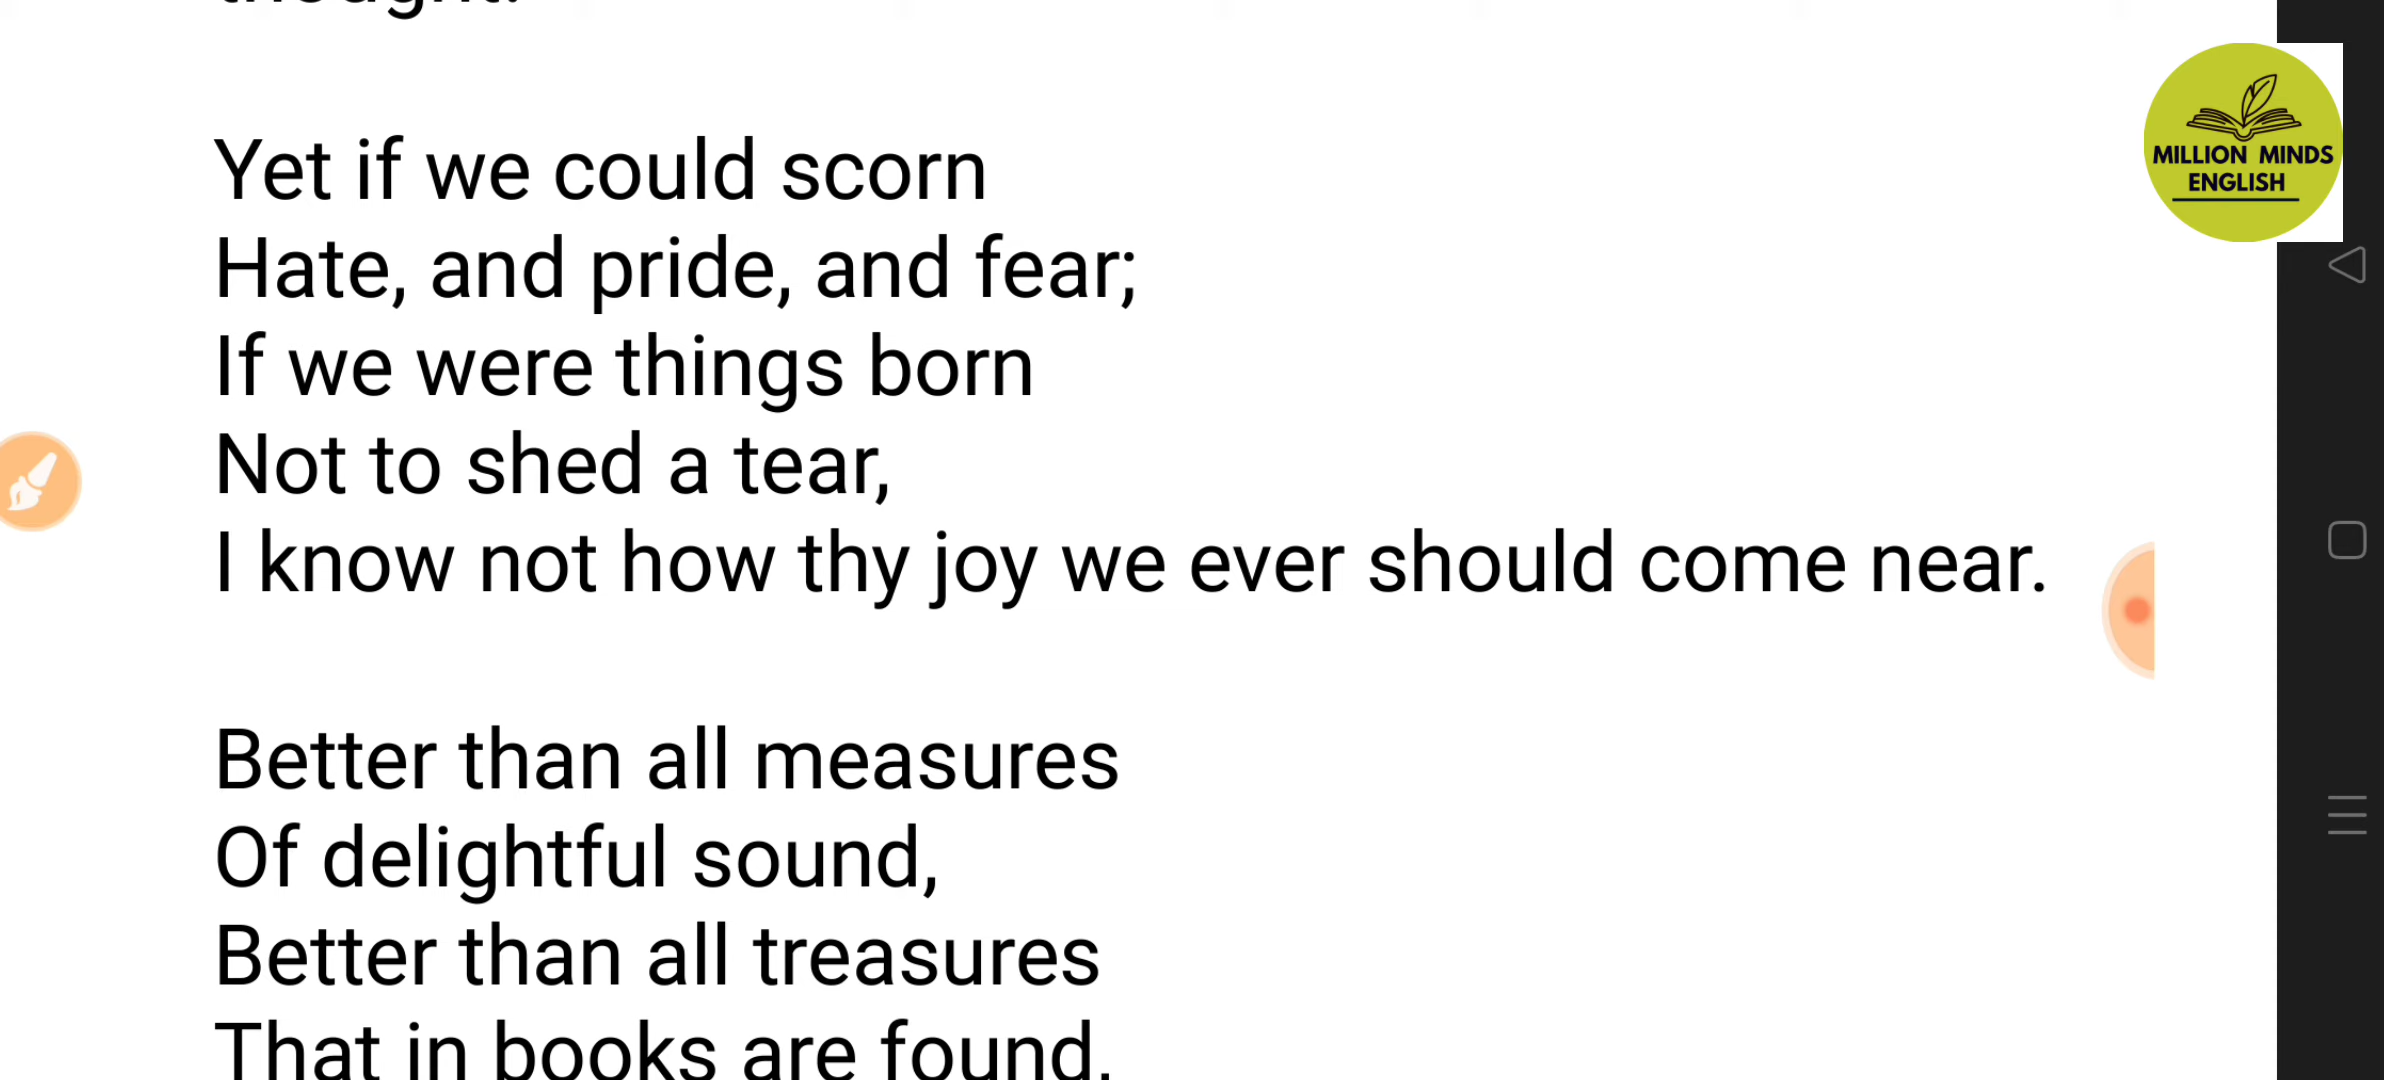 thought.
Yet if we could scorn
Hate, and pride, and fear;
If we were things born
Not to shed a tear,
I know not how thy joy we ever should come near.
Better than all measures
Of delightful sound,
Better than all treasures
That in books are found,
MILLION MINDS
ENGLISH